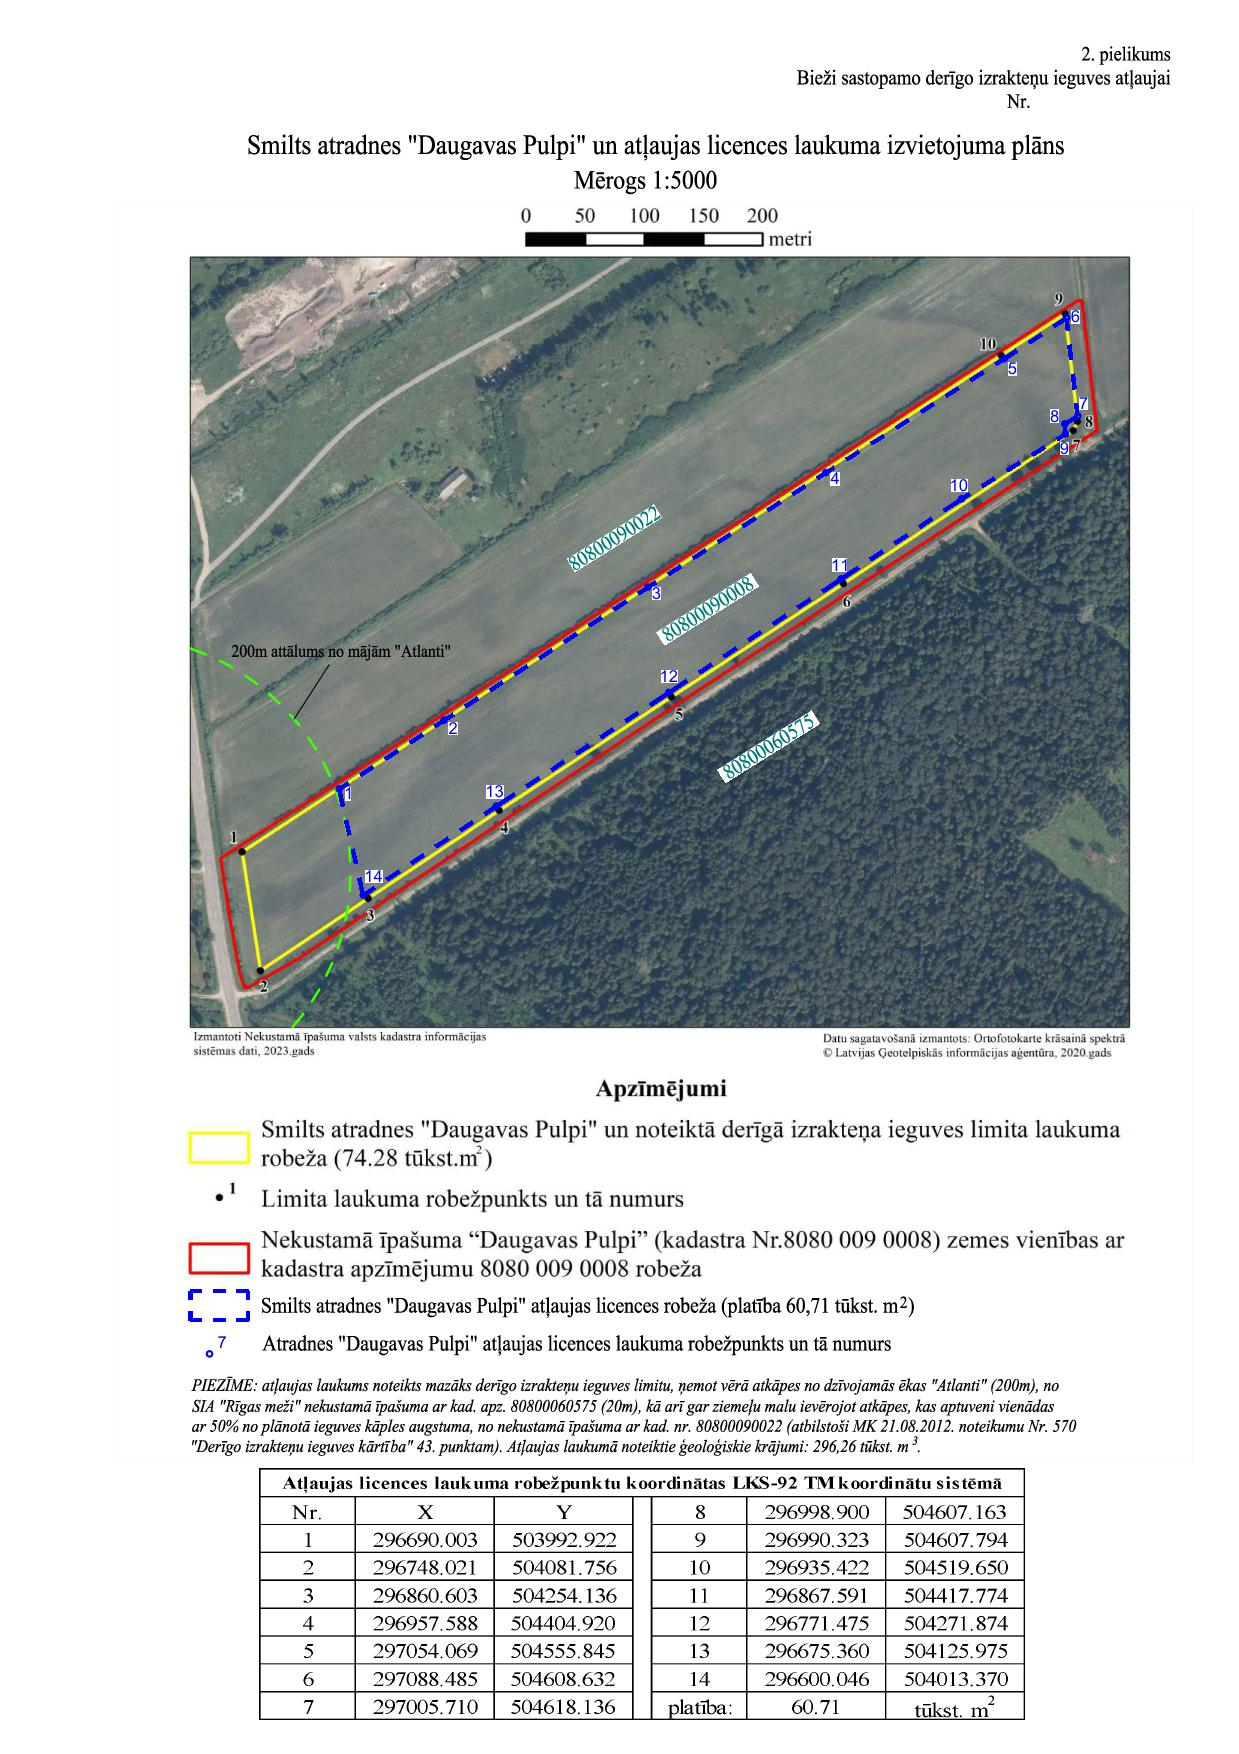 2. pielikums
Bieži sastopamo derīgo izrakteņu ieguves atļaujai
Nr.
Smilts atradnes "Daugavas Pulpi" un atļaujas licences laukuma izvietojuma plāns
Mērogs 1:5000
0 50 100 150 200
metri
9
6
10
5
7
8
8
7
9
4
10
80800090022
11
3
6
80800090008
200m attālums no mājām "Atlanti"
12
5
2
80800060575
1
13
4
1
14
3
2
Izmantoti Nekustamā īpašuma valsts kadastra informācijas
sistēmas dati, 2023.gads
Datu sagatavošanā izmantots: Ortofotokarte krāsainā spektrā
© Latvijas Ģeotelpiskās informācijas aģentūra, 2020.gads
Apzīmējumi
Smilts atradnes "Daugavas Pulpi" un noteiktā derīgā izrakteņa ieguves limita laukuma
robeža (74.28 tūkst.m²)
1 Limita laukuma robežpunkts un tā numurs
Nekustamā īpašuma “Daugavas Pulpi” (kadastra Nr.8080 009 0008) zemes vienības ar
kadastra apzīmējumu 8080 009 0008 robeža
Smilts atradnes "Daugavas Pulpi" atļaujas licences robeža (platība 60,71 tūkst. m2)
7 Atradnes "Daugavas Pulpi" atļaujas licences laukuma robežpunkts un tā numurs
PIEZĪME: atļaujas laukums noteikts mazāks derīgo izrakteņu ieguves limitu, ņemot vērā atkāpes no dzīvojamās ēkas "Atlanti" (200m), no
SIA "Rīgas meži" nekustamā īpašuma ar kad. apz. 80800060575 (20m), kā arī gar ziemeļu malu ievērojot atkāpes, kas aptuveni vienādas
ar 50% no plānotā ieguves kāples augstuma, no nekustamā īpašuma ar kad. nr. 80800090022 (atbilstoši MK 21.08.2012. noteikumu Nr. 570
"Derīgo izrakteņu ieguves kārtība" 43. punktam). Atļaujas laukumā noteiktie ģeoloģiskie krājumi: 296,26 tūkst. m³.
Atļaujas licences laukuma robežpunktu koordinātas LKS-92 TM koordinātu sistēmā
Nr. X Y 8 296998.900 504607.163
1 296690.003 503992.922 9 296990.323 504607.794
2 296748.021 504081.756 10 296935.422 504519.650
3 296860.603 504254.136 11 296867.591 504417.774
4 296957.588 504404.920 12 296771.475 504271.874
5 297054.069 504555.845 13 296675.360 504125.975
6 297088.485 504608.632 14 296600.046 504013.370
7 297005.710 504618.136 platība: 60.71 tūkst. m²